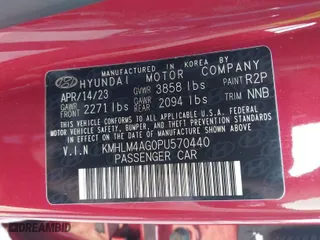 MANUFACTURED IN KOREA BY
HYUNDAI MOTOR COMPANY
APR/14/23 GVWR 3858 lbs PAINT R2P
GAWR FRONT 2271 lbs GAWR REAR 2094 lbs TRIM NNB
THIS VEHICLE CONFORMS TO ALL APPLICABLE
U.S. FEDERAL MOTOR VEHICLE SAFETY, BUMPER,
AND THEFT PREVENTION STANDARDS IN EFFECT
ON THE DATE OF MANUFACTURE SHOWN ABOVE.
V.I.N KMHLM4AG0PU570440
PASSENGER CAR
DREAMBID